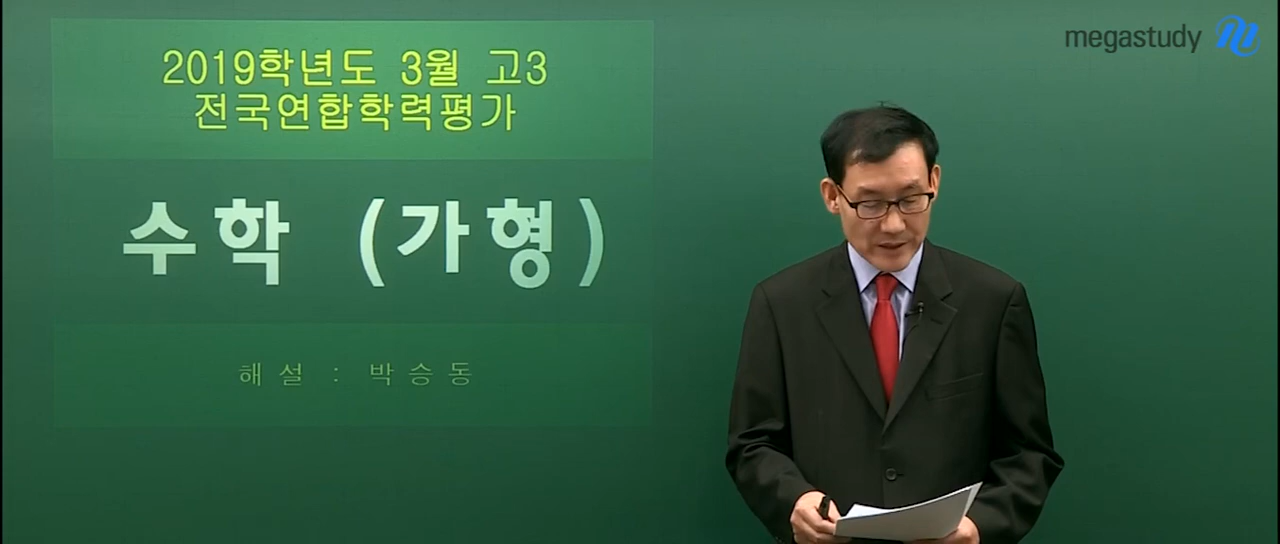 megastudy
2019학년도 3월 고3
전국연합학력평가
수학 (가형)
해설 : 박승동